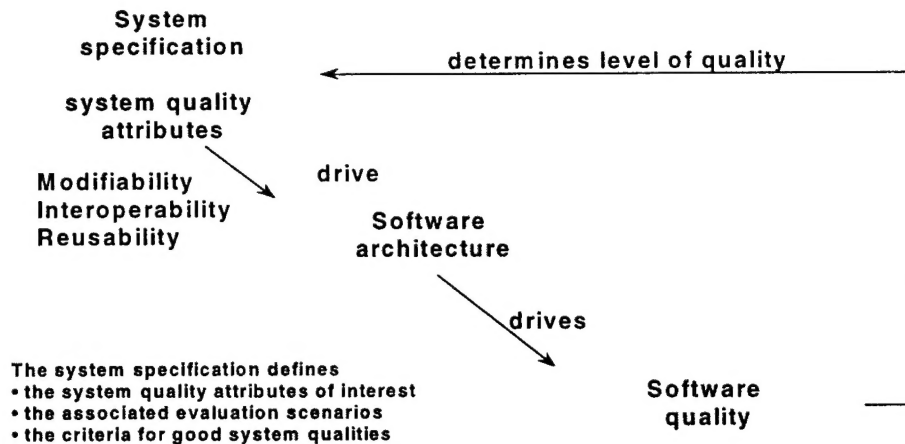 System
specification
determines level of quality
system quality
attributes
drive
Modifiability
Interoperability
Reusability
Software
architecture
drives
The system specification defines
• the system quality attributes of interest
• the associated evaluation scenarios
• the criteria for good system qualities
Software
quality